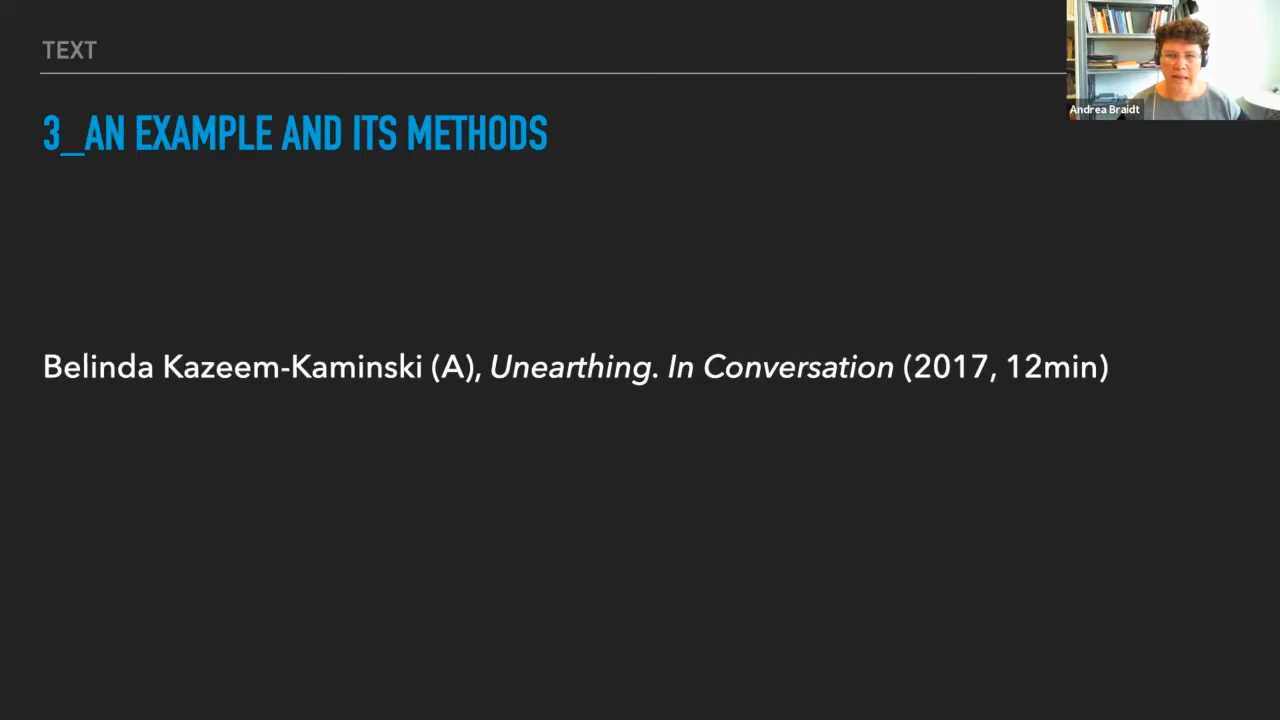 TEXT
3_AN EXAMPLE AND ITS METHODS
Andrea Braidt
Belinda Kazeem-Kaminski (A), Unearthing. In Conversation (2017, 12min)